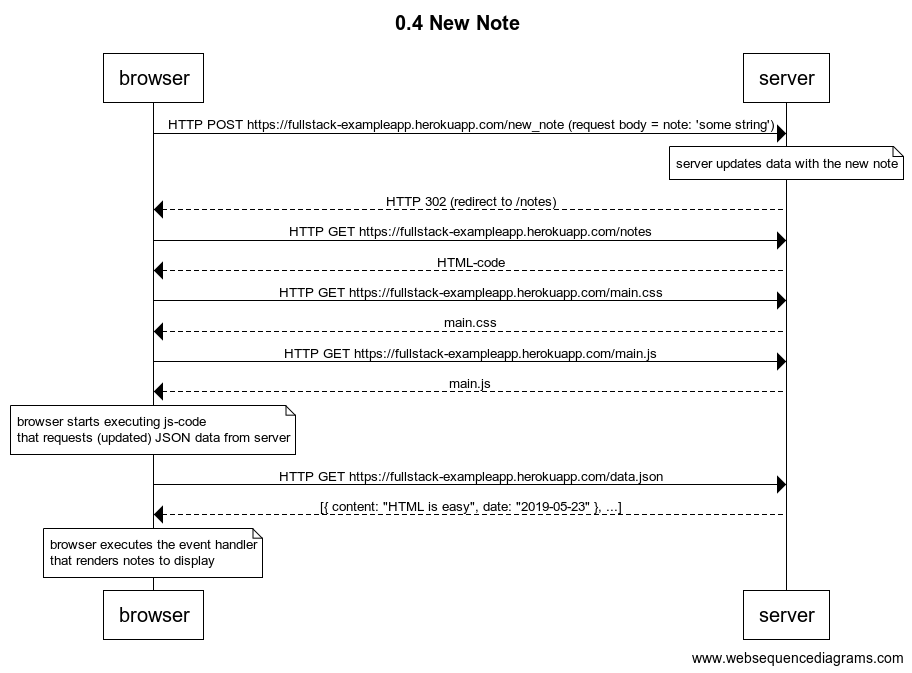 0.4 New Note
browser
server
HTTP POST https://fullstack-exampleapp.herokuapp.com/new_note (request body = note: 'some string')
server updates data with the new note
HTTP 302 (redirect to /notes)
HTTP GET https://fullstack-exampleapp.herokuapp.com/notes
HTML-code
HTTP GET https://fullstack-exampleapp.herokuapp.com/main.css
main.css
HTTP GET https://fullstack-exampleapp.herokuapp.com/main.js
main.js
browser starts executing js-code
that requests (updated) JSON data from server
HTTP GET https://fullstack-exampleapp.herokuapp.com/data.json
[{ content: "HTML is easy", date: "2019-05-23" }, ...]
browser executes the event handler
that renders notes to display
browser
server
www.websequencediagrams.com